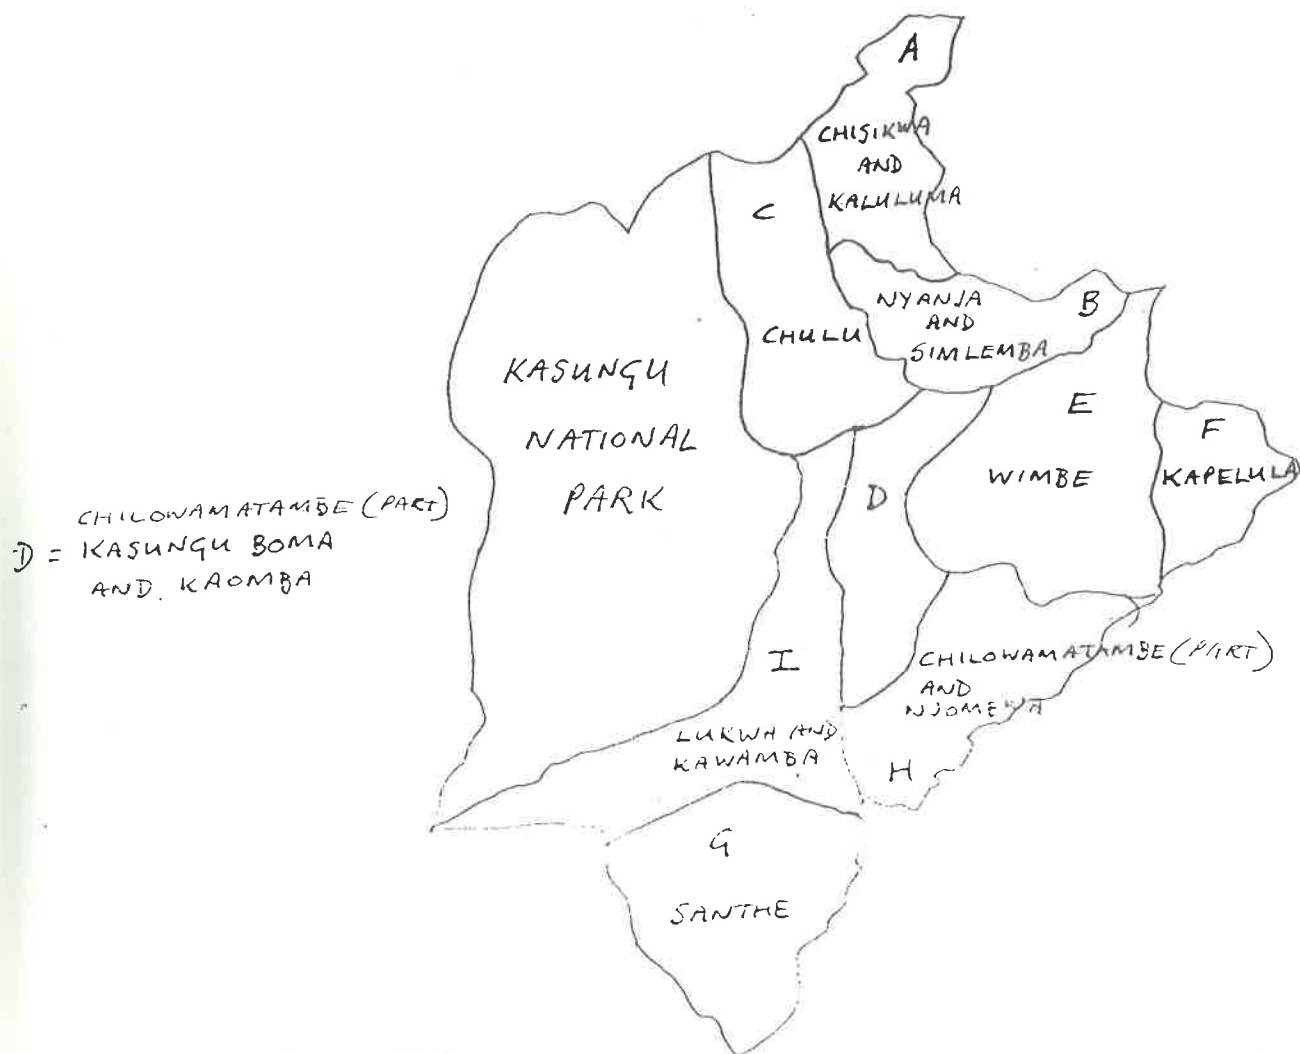 A
CHISIKWA
AND
KALULUMA
C
CHULU
NYANJA
AND
SIMLEMBA
B
KASUNGU
NATIONAL
PARK
E
WIMBE
F
KAPELULA
D
CHILOWAMATAMBE (PART)
D = KASUNGU BOMA
AND. KAOMBA
I
LUKWA AND
KAWAMBA
CHILOWAMATAMBE (PART)
AND
NJOMEWA
H
G
SANTHE